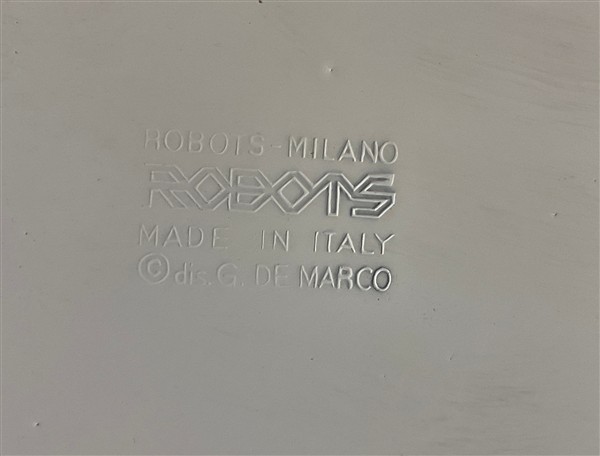 ROBOTS-MILANO
ROBOTS
MADE IN ITALY
© dis. G. DE MARCO